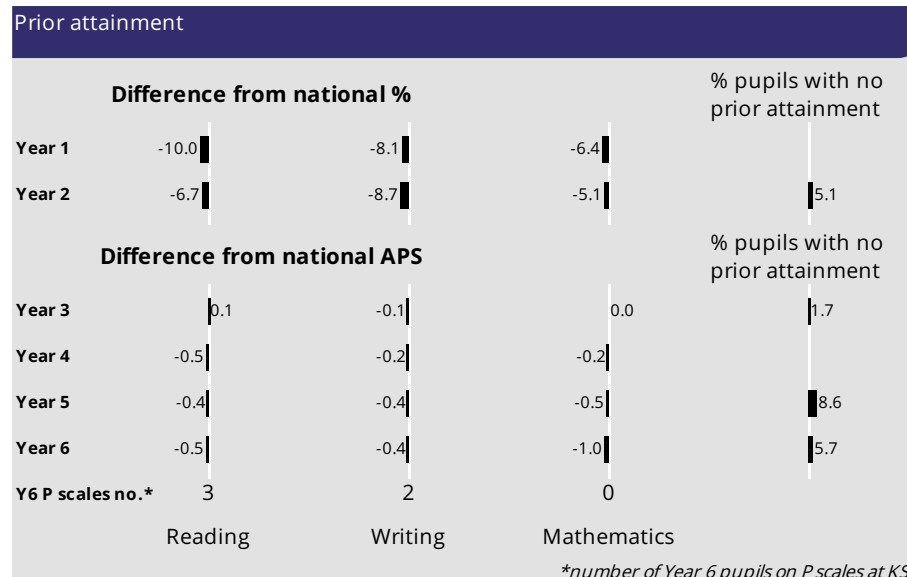 Prior attainment
Difference from national %
% pupils with no
prior attainment
Year 1 -10.0 -8.1 -6.4
Year 2 -6.7 -8.7 -5.1 5.1
Difference from national APS
% pupils with no
prior attainment
Year 3 0.1 -0.1 0.0 1.7
Year 4 -0.5 -0.2 -0.2
Year 5 -0.4 -0.4 -0.5 8.6
Year 6 -0.5 -0.4 -1.0 5.7
Y6 P scales no.* 3 2 0
Reading Writing Mathematics
*number of Year 6 pupils on P scales at KS